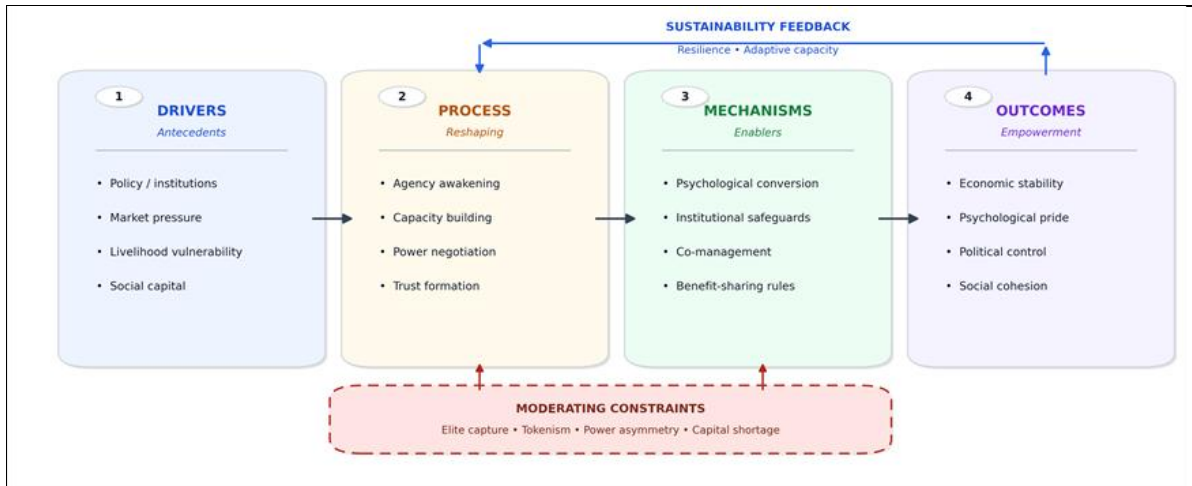 SUSTAINABILITY FEEDBACK
Resilience • Adaptive capacity
1
DRIVERS
Antecedents
• Policy / institutions
• Market pressure
• Livelihood vulnerability
• Social capital
2
PROCESS
Reshaping
• Agency awakening
• Capacity building
• Power negotiation
• Trust formation
3
MECHANISMS
Enablers
• Psychological conversion
• Institutional safeguards
• Co-management
• Benefit-sharing rules
4
OUTCOMES
Empowerment
• Economic stability
• Psychological pride
• Political control
• Social cohesion
MODERATING CONSTRAINTS
Elite capture • Tokenism • Power asymmetry • Capital shortage